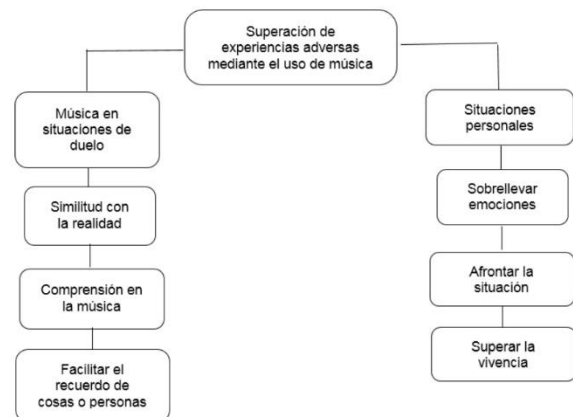 Superación de
experiencias adversas
mediante el uso de música
Música en
situaciones de
duelo
Similitud con
la realidad
Comprensión en
la música
Facilitar el
recuerdo de
cosas o personas
Situaciones
personales
Sobrellevar
emociones
Afrontar la
situación
Superar la
vivencia